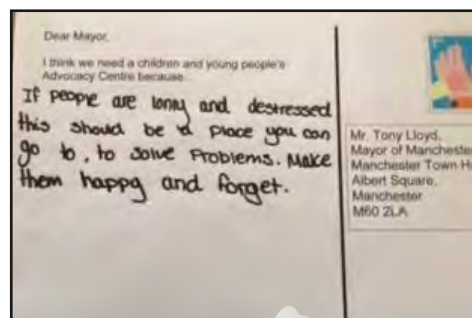 Dear Mayor,
I think we need a children and young people's
Advocacy Centre because...
If people are lonly and destressed
this should be a place you can
go to, to solve Problems. Make
them happy and forget.
Mr. Tony Lloyd,
Mayor of Manchester
Manchester Town H
Albert Square,
Manchester
M60 2LA